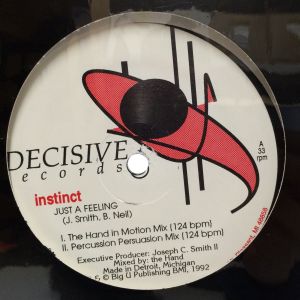 DECISIVE
records
A
33
rpm
instinct
JUST A FEELING
(J. Smith, B. Nell)
I. The Hand in Motion Mix (124 bpm)
II. Percussion Persuasion Mix (124 bpm)
Executive Producer: Joseph C. Smith II
Mixed by: the Hand
Made in Detroit, Michigan
& © Big U Publishing BMI, 1992
MI